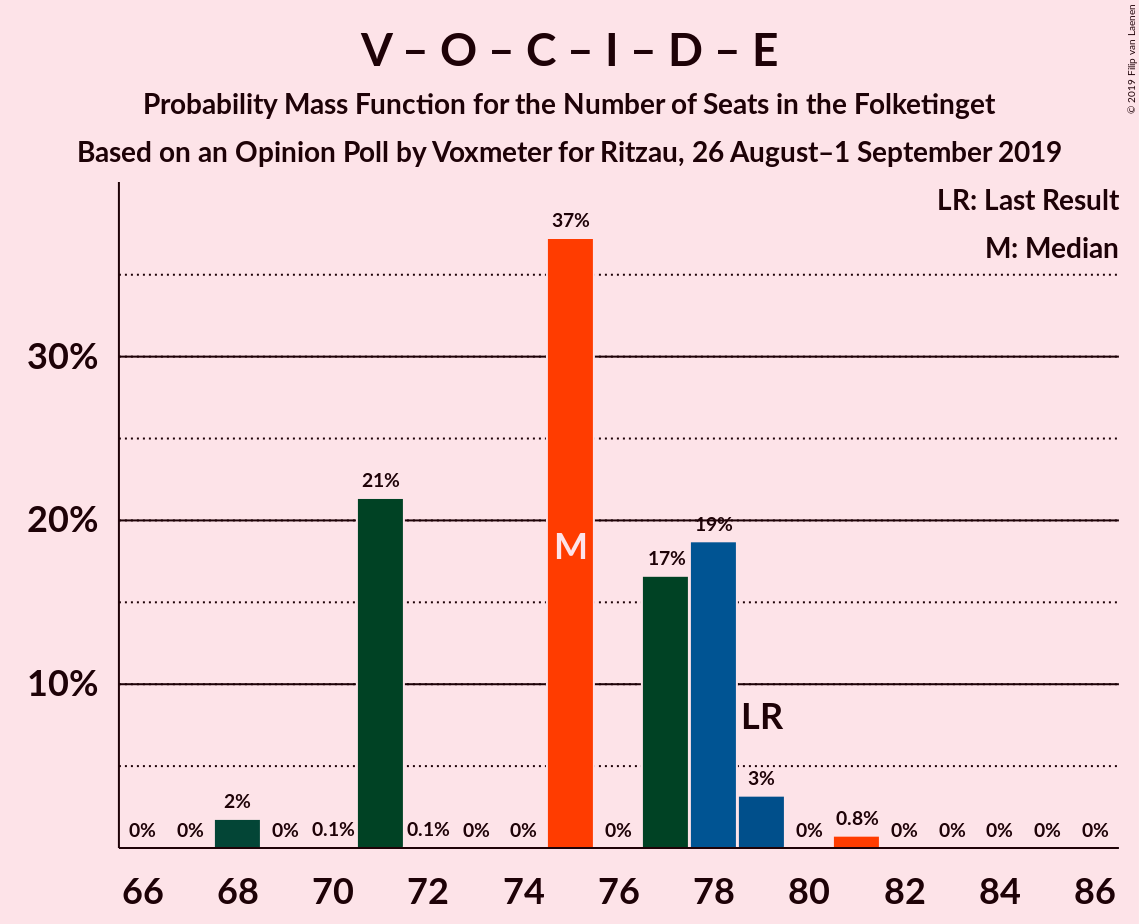 V – O – C – I – D – E
Probability Mass Function for the Number of Seats in the Folketinget
Based on an Opinion Poll by Voxmeter for Ritzau, 26 August–1 September 2019
© 2019 Filip van Laenen
LR: Last Result
M: Median
30%
20%
10%
0% 0% 2% 0% 0.1% 21% 0.1% 0% 0% 37% 0% 17% 19% 3% 0% 0.8% 0% 0% 0% 0% 0%
M
LR
66 68 70 72 74 76 78 80 82 84 86